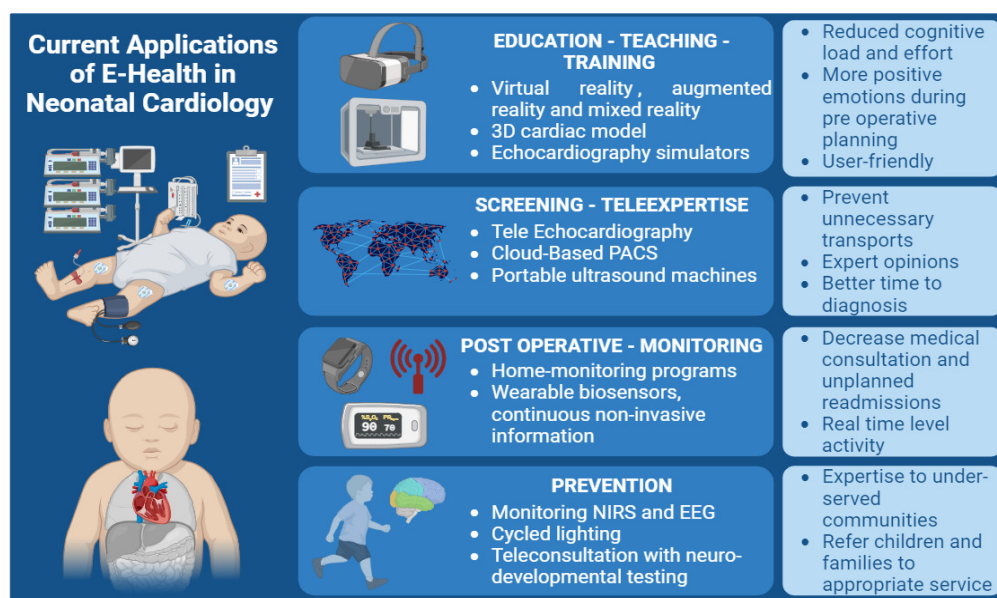 Current Applications
of E-Health in
Neonatal Cardiology
EDUCATION - TEACHING -
TRAINING
• Virtual reality, augmented
reality and mixed reality
• 3D cardiac model
• Echocardiography simulators
• Reduced cognitive
load and effort
• More positive
emotions during
pre operative
planning
• User-friendly
SCREENING - TELEEXPERTISE
• Tele Echocardiography
• Cloud-Based PACS
• Portable ultrasound machines
• Prevent
unnecessary
transports
• Expert opinions
• Better time to
diagnosis
POST OPERATIVE - MONITORING
• Home-monitoring programs
• Wearable biosensors,
continuous non-invasive
information
90 70
• Decrease medical
consultation and
unplanned
readmissions
• Real time level
activity
PREVENTION
• Monitoring NIRS and EEG
• Cycled lighting
• Teleconsultation with neuro-
developmental testing
• Expertise to under-
served
communities
• Refer children and
families to
appropriate service